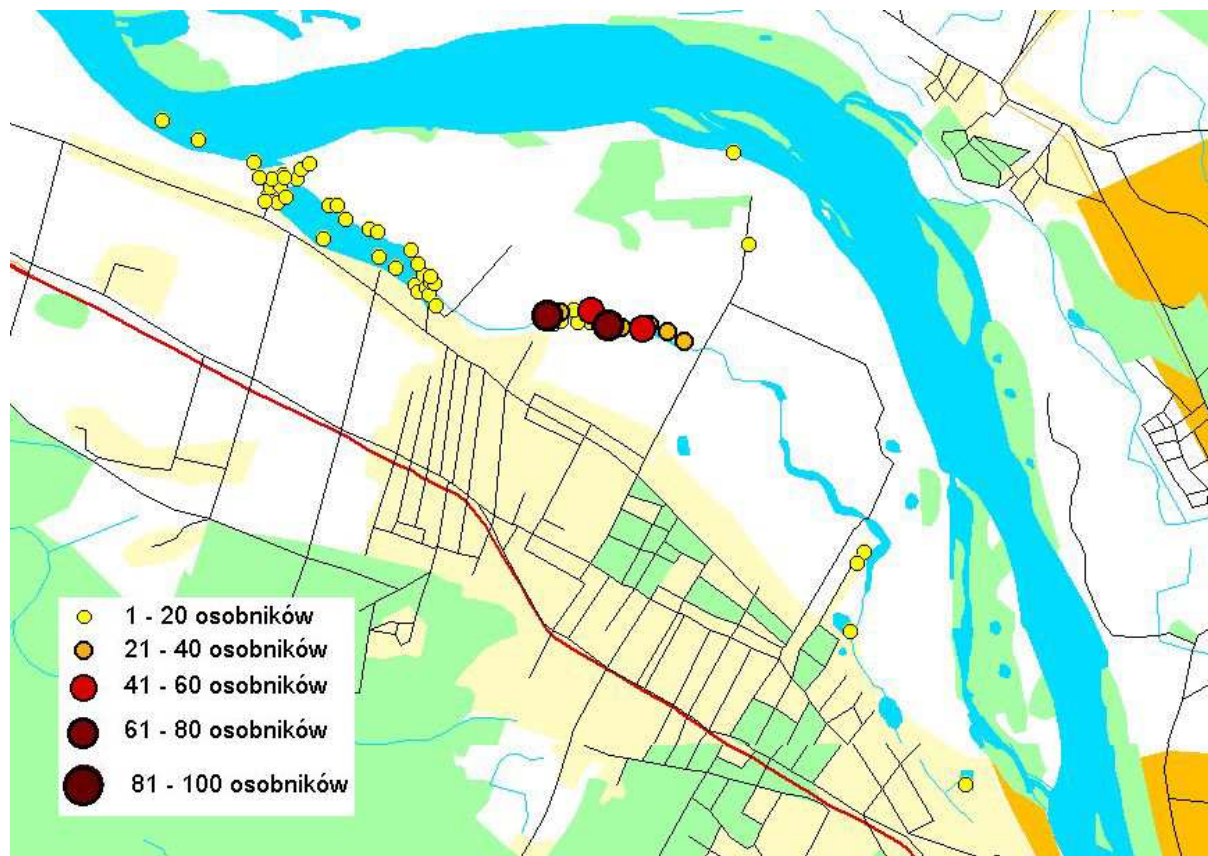 1 - 20 osobników
21 - 40 osobników
41 - 60 osobników
61 - 80 osobników
81 - 100 osobników